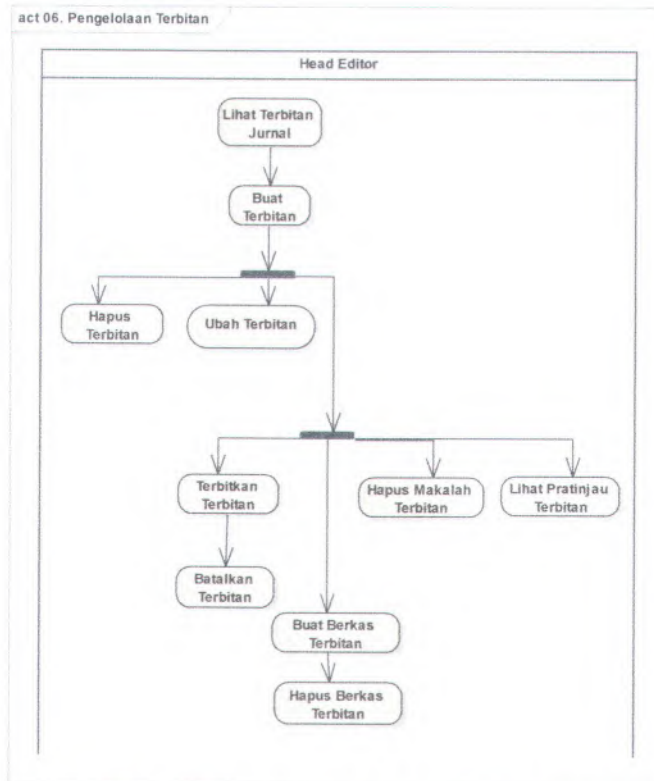 act 06. Pengelolaan Terbitan
Head Editor
Lihat Terbitan
Jurnal
Buat
Terbitan
Hapus
Terbitan
Ubah Terbitan
Terbitkan
Terbitan
Hapus Makalah
Terbitan
Lihat Pratinjau
Terbitan
Batalkan
Terbitan
Buat Berkas
Terbitan
Hapus Berkas
Terbitan